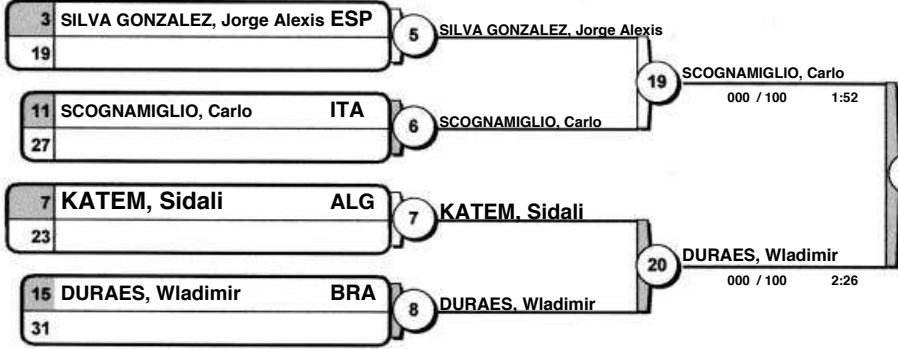 3 SILVA GONZALEZ, Jorge Alexis ESP
19
5
SILVA GONZALEZ, Jorge Alexis
11 SCOGNAMIGLIO, Carlo ITA
27
6
SCOGNAMIGLIO, Carlo
19
SCOGNAMIGLIO, Carlo
000 / 100 1:52
7 KATEM, Sidali ALG
23
7
KATEM, Sidali
15 DURAES, Wladimir BRA
31
8
DURAES, Wladimir
20
DURAES, Wladimir
000 / 100 2:26